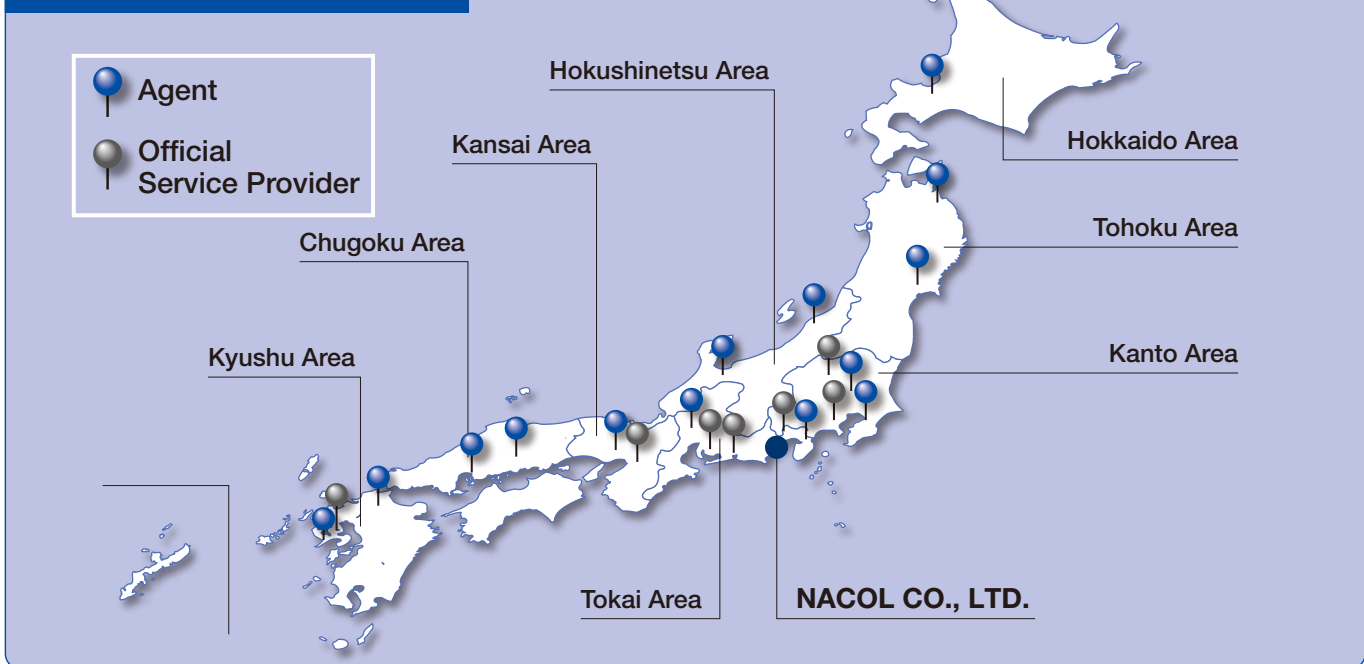 Agent
Official
Service Provider
Hokushinetsu Area
Kansai Area
Chugoku Area
Kyushu Area
Hokkaido Area
Tohoku Area
Kanto Area
Tokai Area
NACOL CO., LTD.